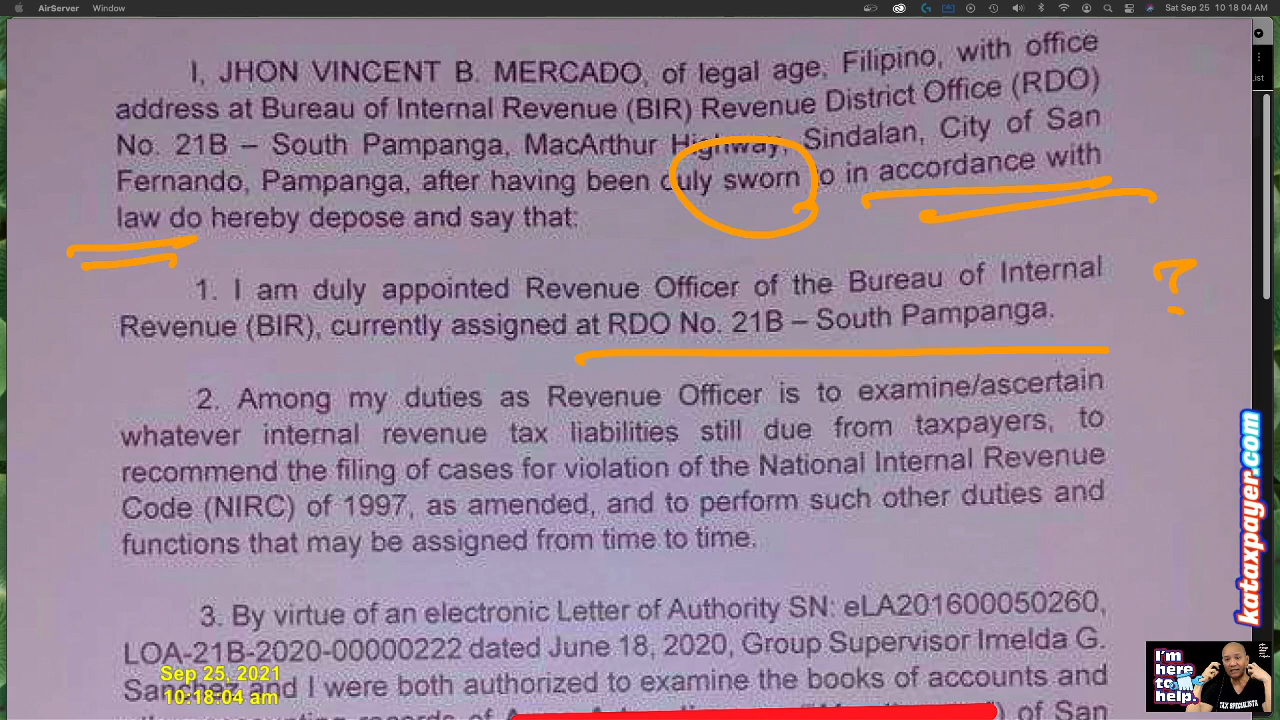 AirServer Window
Sat Sep 25 10 18 04 AM
I, JHON VINCENT B. MERCADO, of legal age, Filipino, with office
address at Bureau of Internal Revenue (BIR) Revenue District Office (RDO)
No. 21B – South Pampanga, MacArthur Highway, Sindalan, City of San
Fernando, Pampanga, after having been duly sworn to in accordance with
law do hereby depose and say that:
1. I am duly appointed Revenue Officer of the Bureau of Internal
Revenue (BIR), currently assigned at RDO No. 21B – South Pampanga.
?
2. Among my duties as Revenue Officer is to examine/ascertain
whatever internal revenue tax liabilities still due from taxpayers, to
recommend the filing of cases for violation of the National Internal Revenue
Code (NIRC) of 1997, as amended, and to perform such other duties and
functions that may be assigned from time to time.
3. By virtue of an electronic Letter of Authority SN: eLA201600050260,
LOA-21B-2020-00000222 dated June 18, 2020, Group Supervisor Imelda G.
and I were both authorized to examine the books of accounts and
of San
Sep 25, 2021
10:18:04 am
kataxpayer.com
I'm
here
to
help.
TAX SPECIALISTA